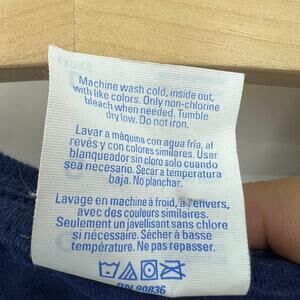 Machine wash cold, inside out,
with like colors. Only non-chlorine
bleach when needed. Tumble
dry low. Do not iron.
Lavar a máquina con agua fría, al
revés y con colores similares. Usar
blanqueador sin cloro solo cuando
sea necesario. Secar a temperatura
baja. No planchar.
Lavage en machine à froid, à l'envers,
avec des couleurs similaires.
Seulement un javellisant sans chlore
si nécessaire. Sécher à basse
température. Ne pas repasser.
RN 90836